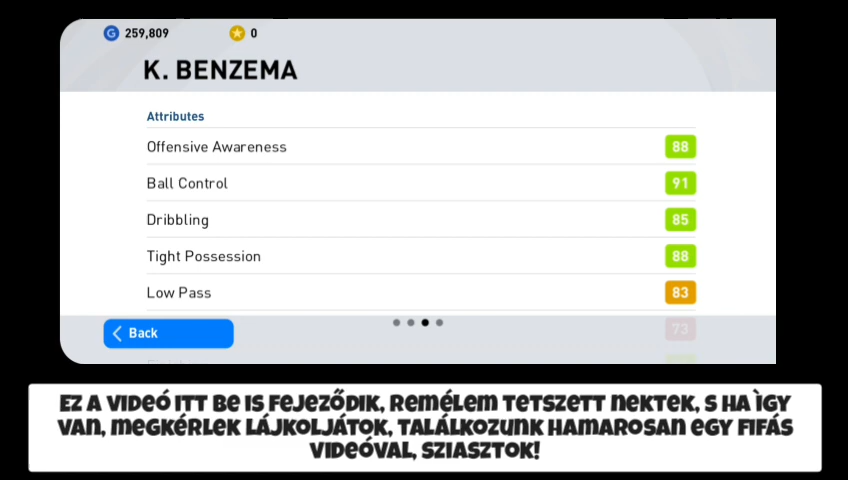 259,809
0
K. BENZEMA
Attributes
Offensive Awareness 88
Ball Control 91
Dribbling 85
Tight Possession 88
Low Pass 83
73
Back
Ez a videó itt be is fejeződik, remélem tetszett nektek, s ha ìgy
van, megkérlek lájkoljátok, találkozunk hamarosan egy fifás
videóval, sziasztok!